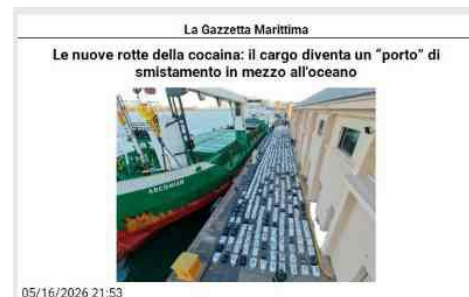 La Gazzetta Marittima
Le nuove rotte della cocaina: il cargo diventa un “porto” di
smistamento in mezzo all'oceano
ARCONIAN
05/16/2026 21:53